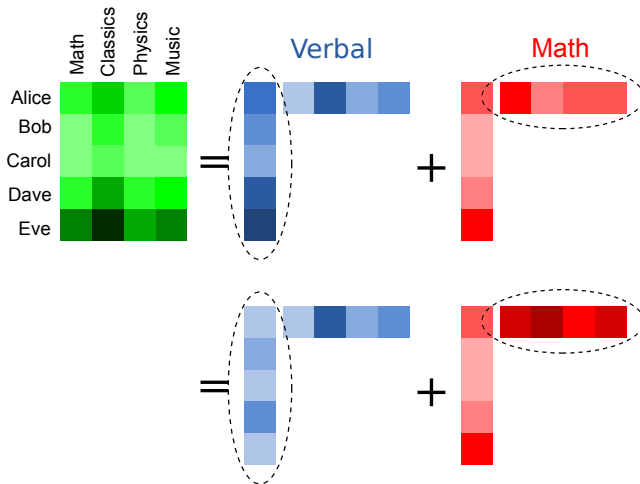 Math
Classics
Physics
Music
Verbal
Math
Alice
Bob
Carol
Dave
Eve
=
+
=
+